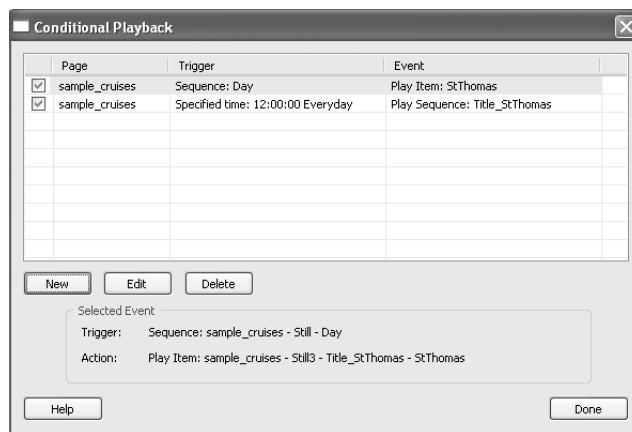 Conditional Playback
Page Trigger Event
sample_cruises Sequence: Day Play Item: StThomas
sample_cruises Specified time: 12:00:00 Everyday Play Sequence: Title_StThomas
New Edit Delete
Selected Event
Trigger: Sequence: sample_cruises - Still - Day
Action: Play Item: sample_cruises - Still3 - Title_StThomas - StThomas
Help Done